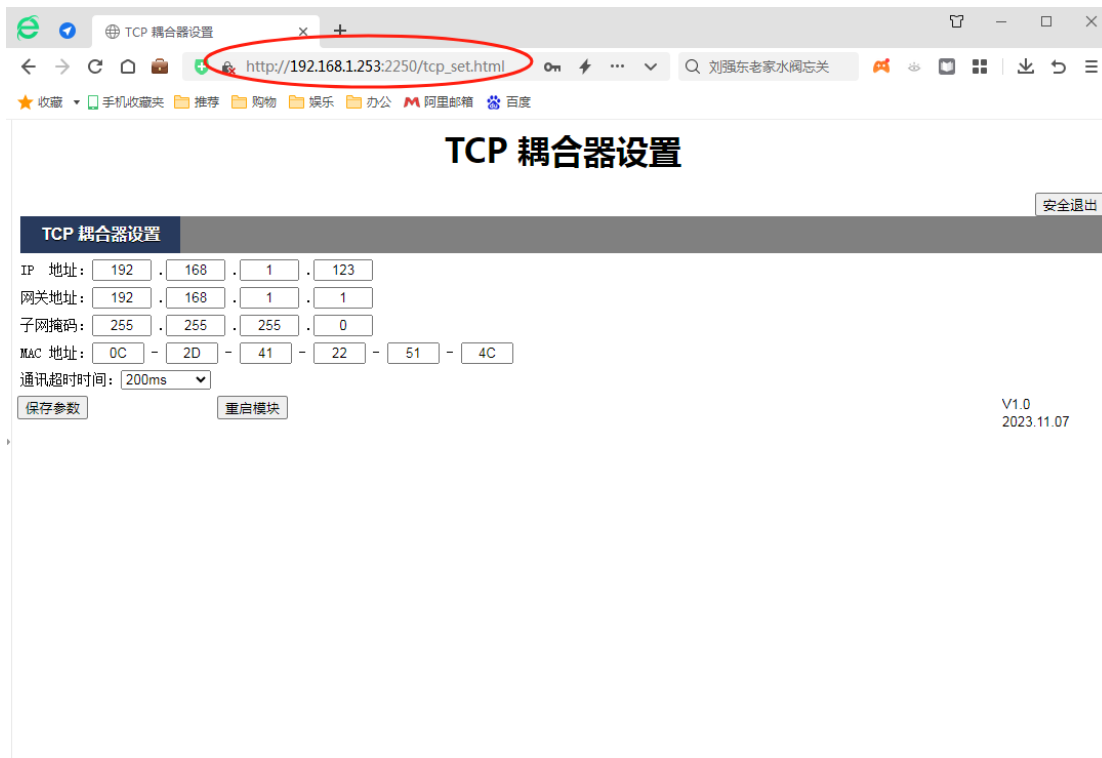 TCP 耦合器设置
http://192.168.1.253:2250/tcp_set.html
刘强东老家水阀忘关
收藏 手机收藏夹 推荐 购物 娱乐 办公 阿里邮箱 百度
TCP 耦合器设置
安全退出
TCP 耦合器设置
IP 地址: 192 . 168 . 1 . 123
网关地址: 192 . 168 . 1 . 1
子网掩码: 255 . 255 . 255 . 0
MAC 地址: 0C - 2D - 41 - 22 - 51 - 4C
通讯超时时间: 200ms
保存参数 重启模块 V1.0
2023.11.07